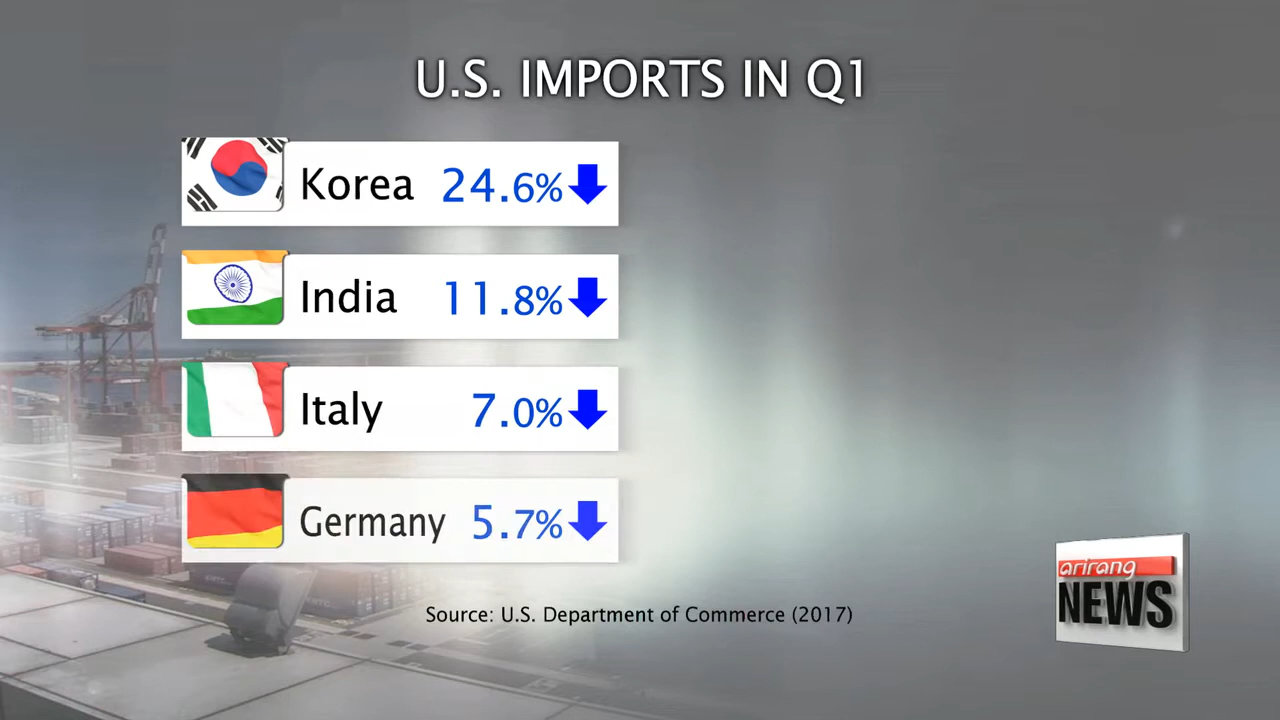 U.S. IMPORTS IN Q1
Korea 24.6%
India 11.8%
Italy 7.0%
Germany 5.7%
Source: U.S. Department of Commerce (2017)
arirang
NEWS